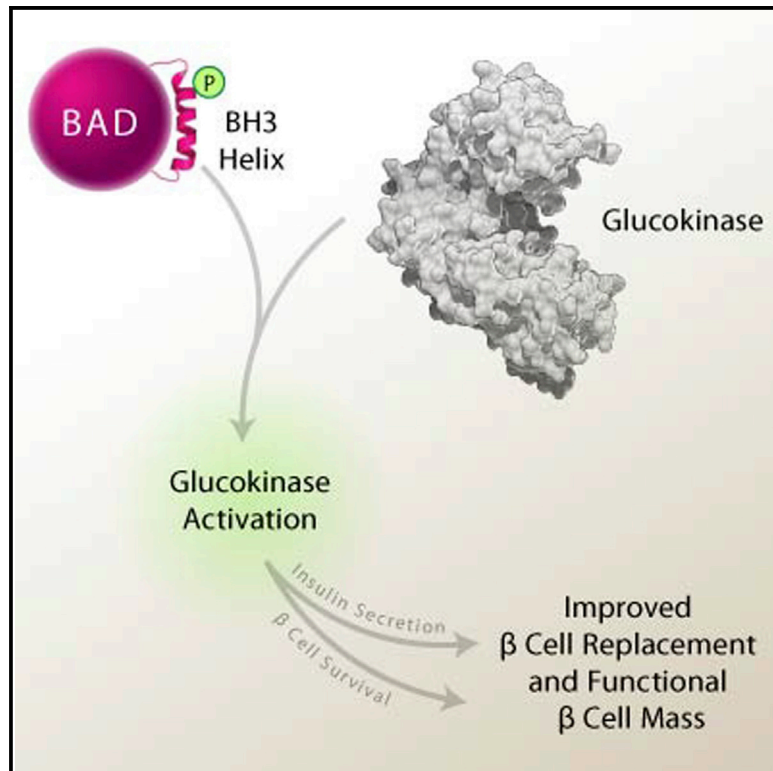 BAD
P
BH3
Helix
Glucokinase
Glucokinase
Activation
Insulin Secretion
β Cell Survival
Improved
β Cell Replacement
and Functional
β Cell Mass